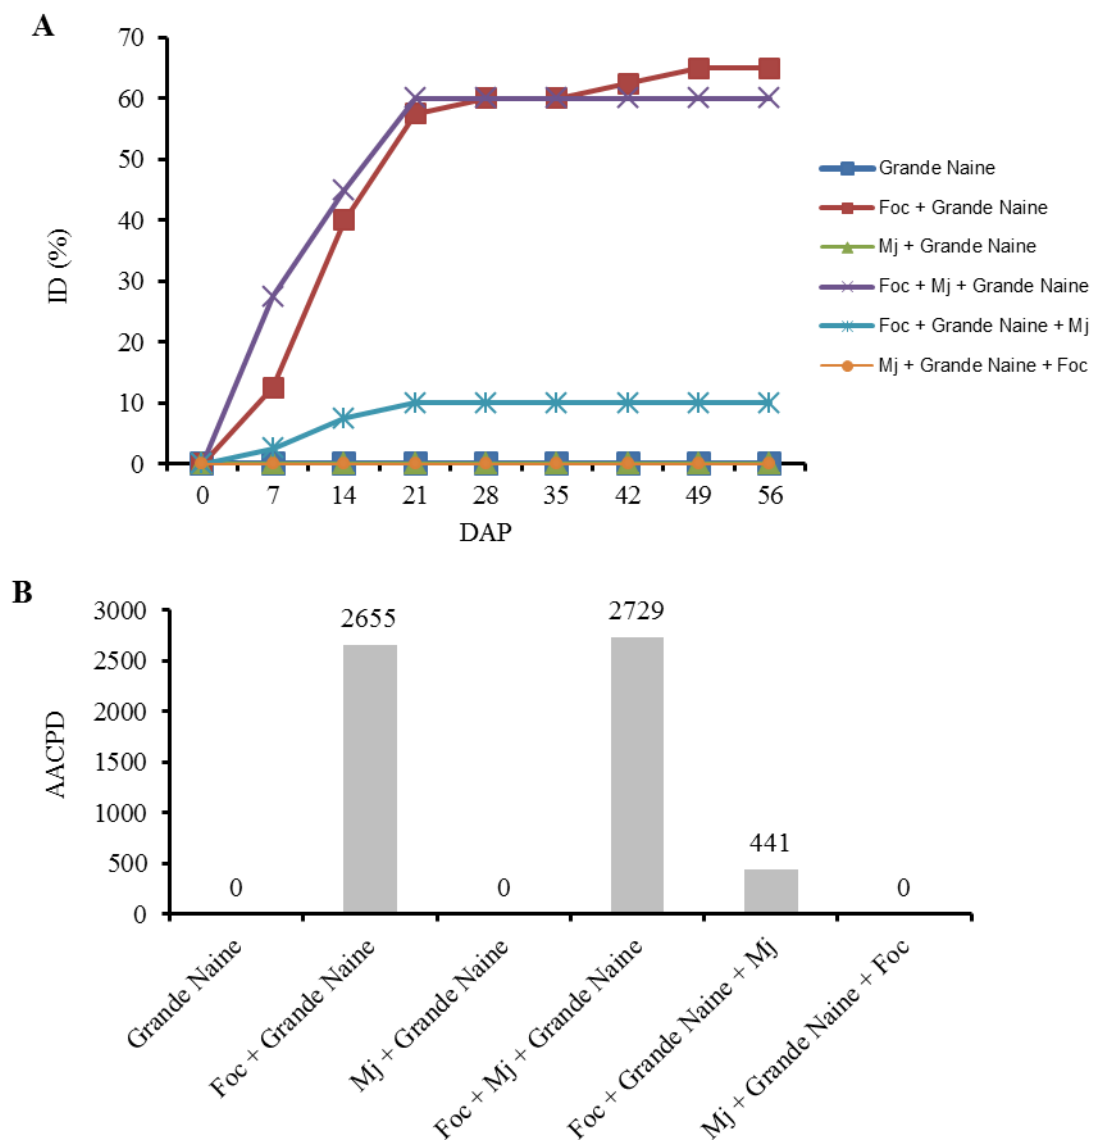 A
70
60
50
40
30
20
10
0
ID (%)
0 7 14 21 28 35 42 49 56
DAP
Grande Naine
Foc + Grande Naine
Mj + Grande Naine
Foc + Mj + Grande Naine
Foc + Grande Naine + Mj
Mj + Grande Naine + Foc
B
3000
2500
2000
1500
1000
500
0
AACPD
0
2655
0
2729
441
0
Grande Naine
Foc + Grande Naine
Mj + Grande Naine
Foc + Mj + Grande Naine
Foc + Grande Naine + Mj
Mj + Grande Naine + Foc